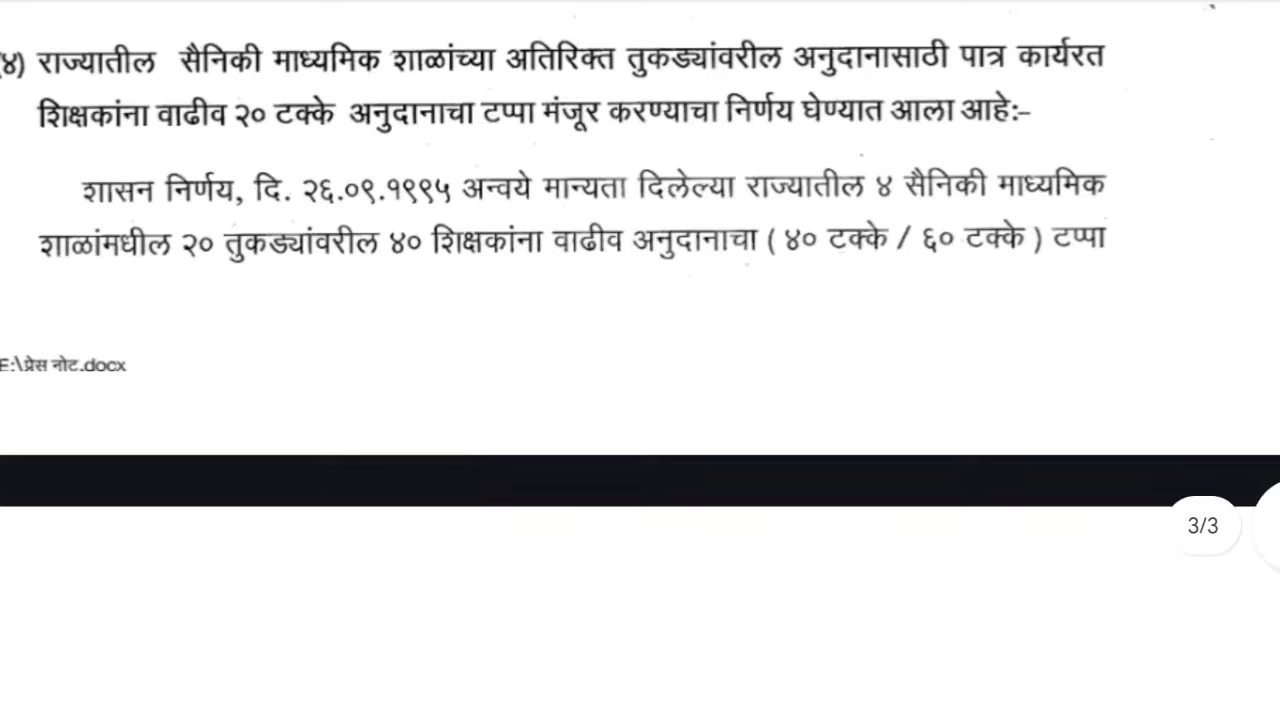 ४) राज्यातील सैनिकी माध्यमिक शाळांच्या अतिरिक्त तुकड्यांवरील अनुदानासाठी पात्र कार्यरत
शिक्षकांना वाढीव २० टक्के अनुदानाचा टप्पा मंजूर करण्याचा निर्णय घेण्यात आला आहे:-
शासन निर्णय, दि. २६.०९.१९९५ अन्वये मान्यता दिलेल्या राज्यातील ४ सैनिकी माध्यमिक
शाळांमधील २० तुकड्यांवरील ४० शिक्षकांना वाढीव अनुदानाचा ( ४० टक्के / ६० टक्के ) टप्पा
E:\प्रेस नोट.docx
3/3